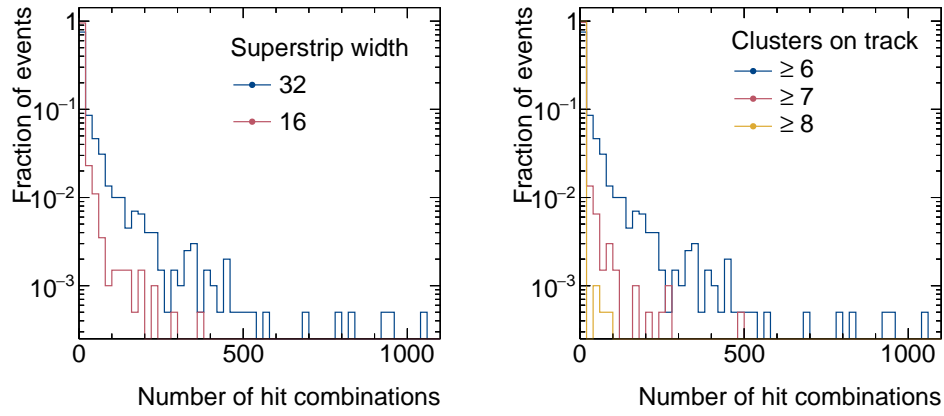 Fraction of events
1
10⁻¹
10⁻²
10⁻³
Superstrip width
32
16
0 500 1000
Number of hit combinations
Fraction of events
1
10⁻¹
10⁻²
10⁻³
Clusters on track
≥ 6
≥ 7
≥ 8
0 500 1000
Number of hit combinations